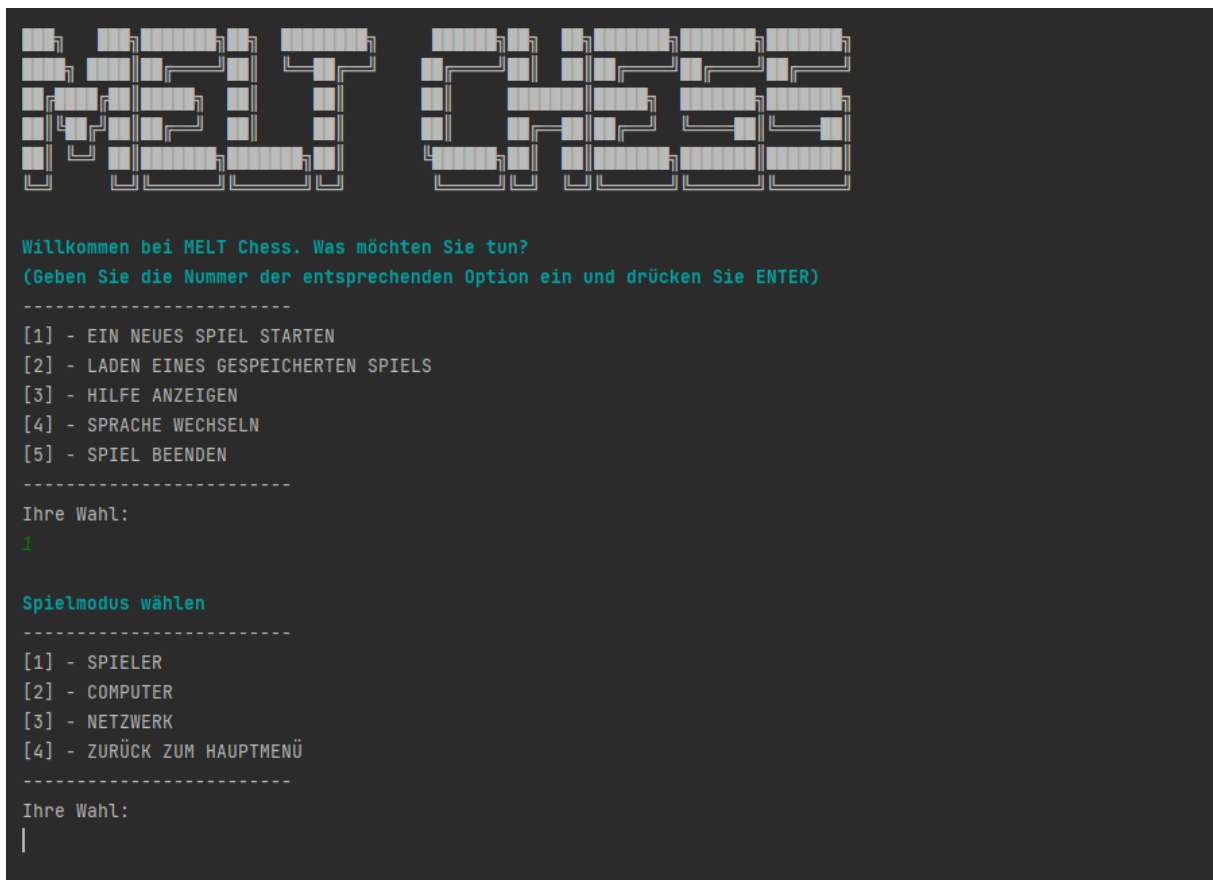 MELT CHESS
Willkommen bei MELT Chess. Was möchten Sie tun?
(Geben Sie die Nummer der entsprechenden Option ein und drücken Sie ENTER)
-------------------------
[1] - EIN NEUES SPIEL STARTEN
[2] - LADEN EINES GESPEICHERTEN SPIELS
[3] - HILFE ANZEIGEN
[4] - SPRACHE WECHSELN
[5] - SPIEL BEENDEN
-------------------------
Ihre Wahl:
1
Spielmodus wählen
-------------------------
[1] - SPIELER
[2] - COMPUTER
[3] - NETZWERK
[4] - ZURÜCK ZUM HAUPTMENÜ
-------------------------
Ihre Wahl: